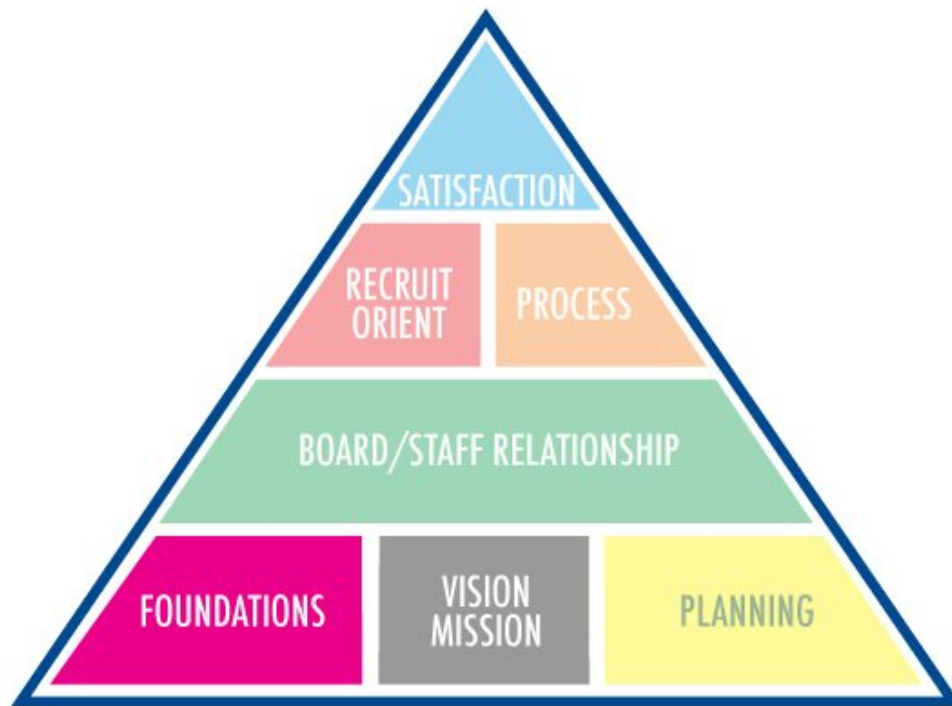 SATISFACTION
RECRUIT
ORIENT
PROCESS
BOARD/STAFF RELATIONSHIP
FOUNDATIONS
VISION
MISSION
PLANNING